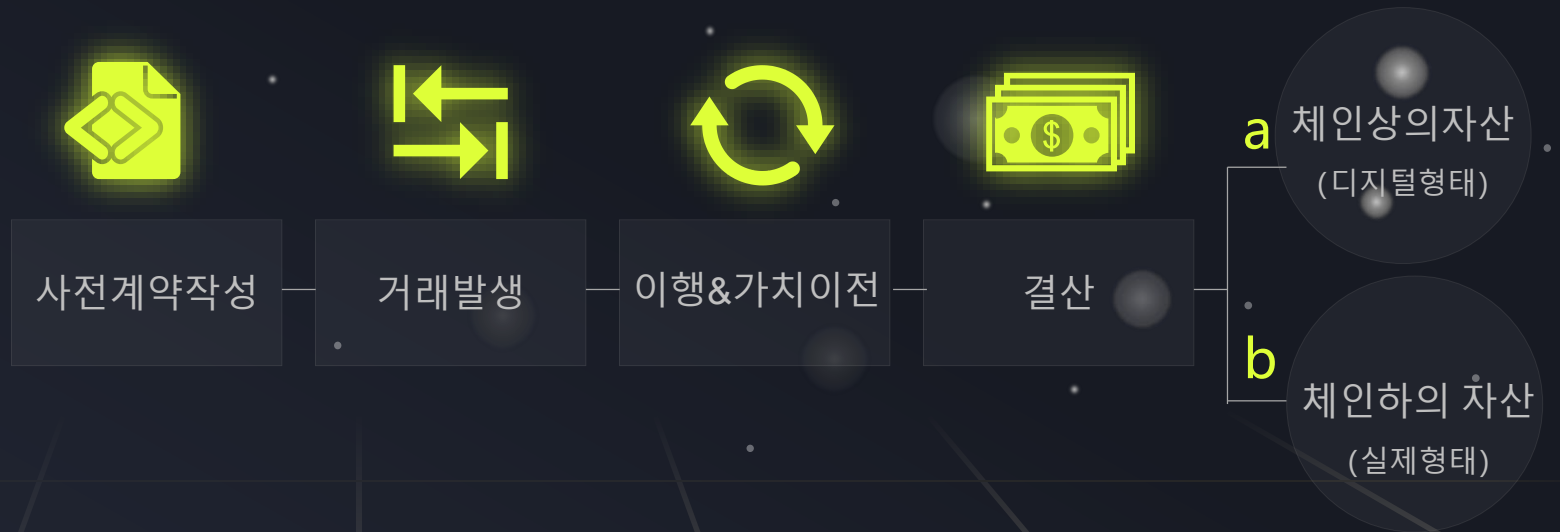 사전계약작성
거래발생
이행&가치이전
결산
a
체인상의자산
(디지털형태)
b
체인하의 자산
(실제형태)